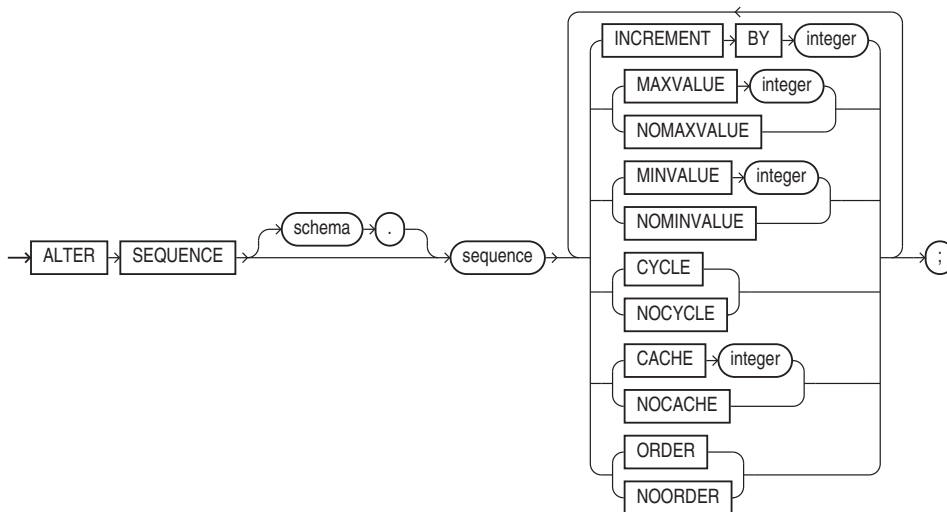 INCREMENT BY integer
MAXVALUE integer
NOMAXVALUE
MINVALUE integer
NOMINVALUE
schema .
ALTER SEQUENCE sequence ;
CYCLE
NOCYCLE
CACHE integer
NOCACHE
ORDER
NOORDER